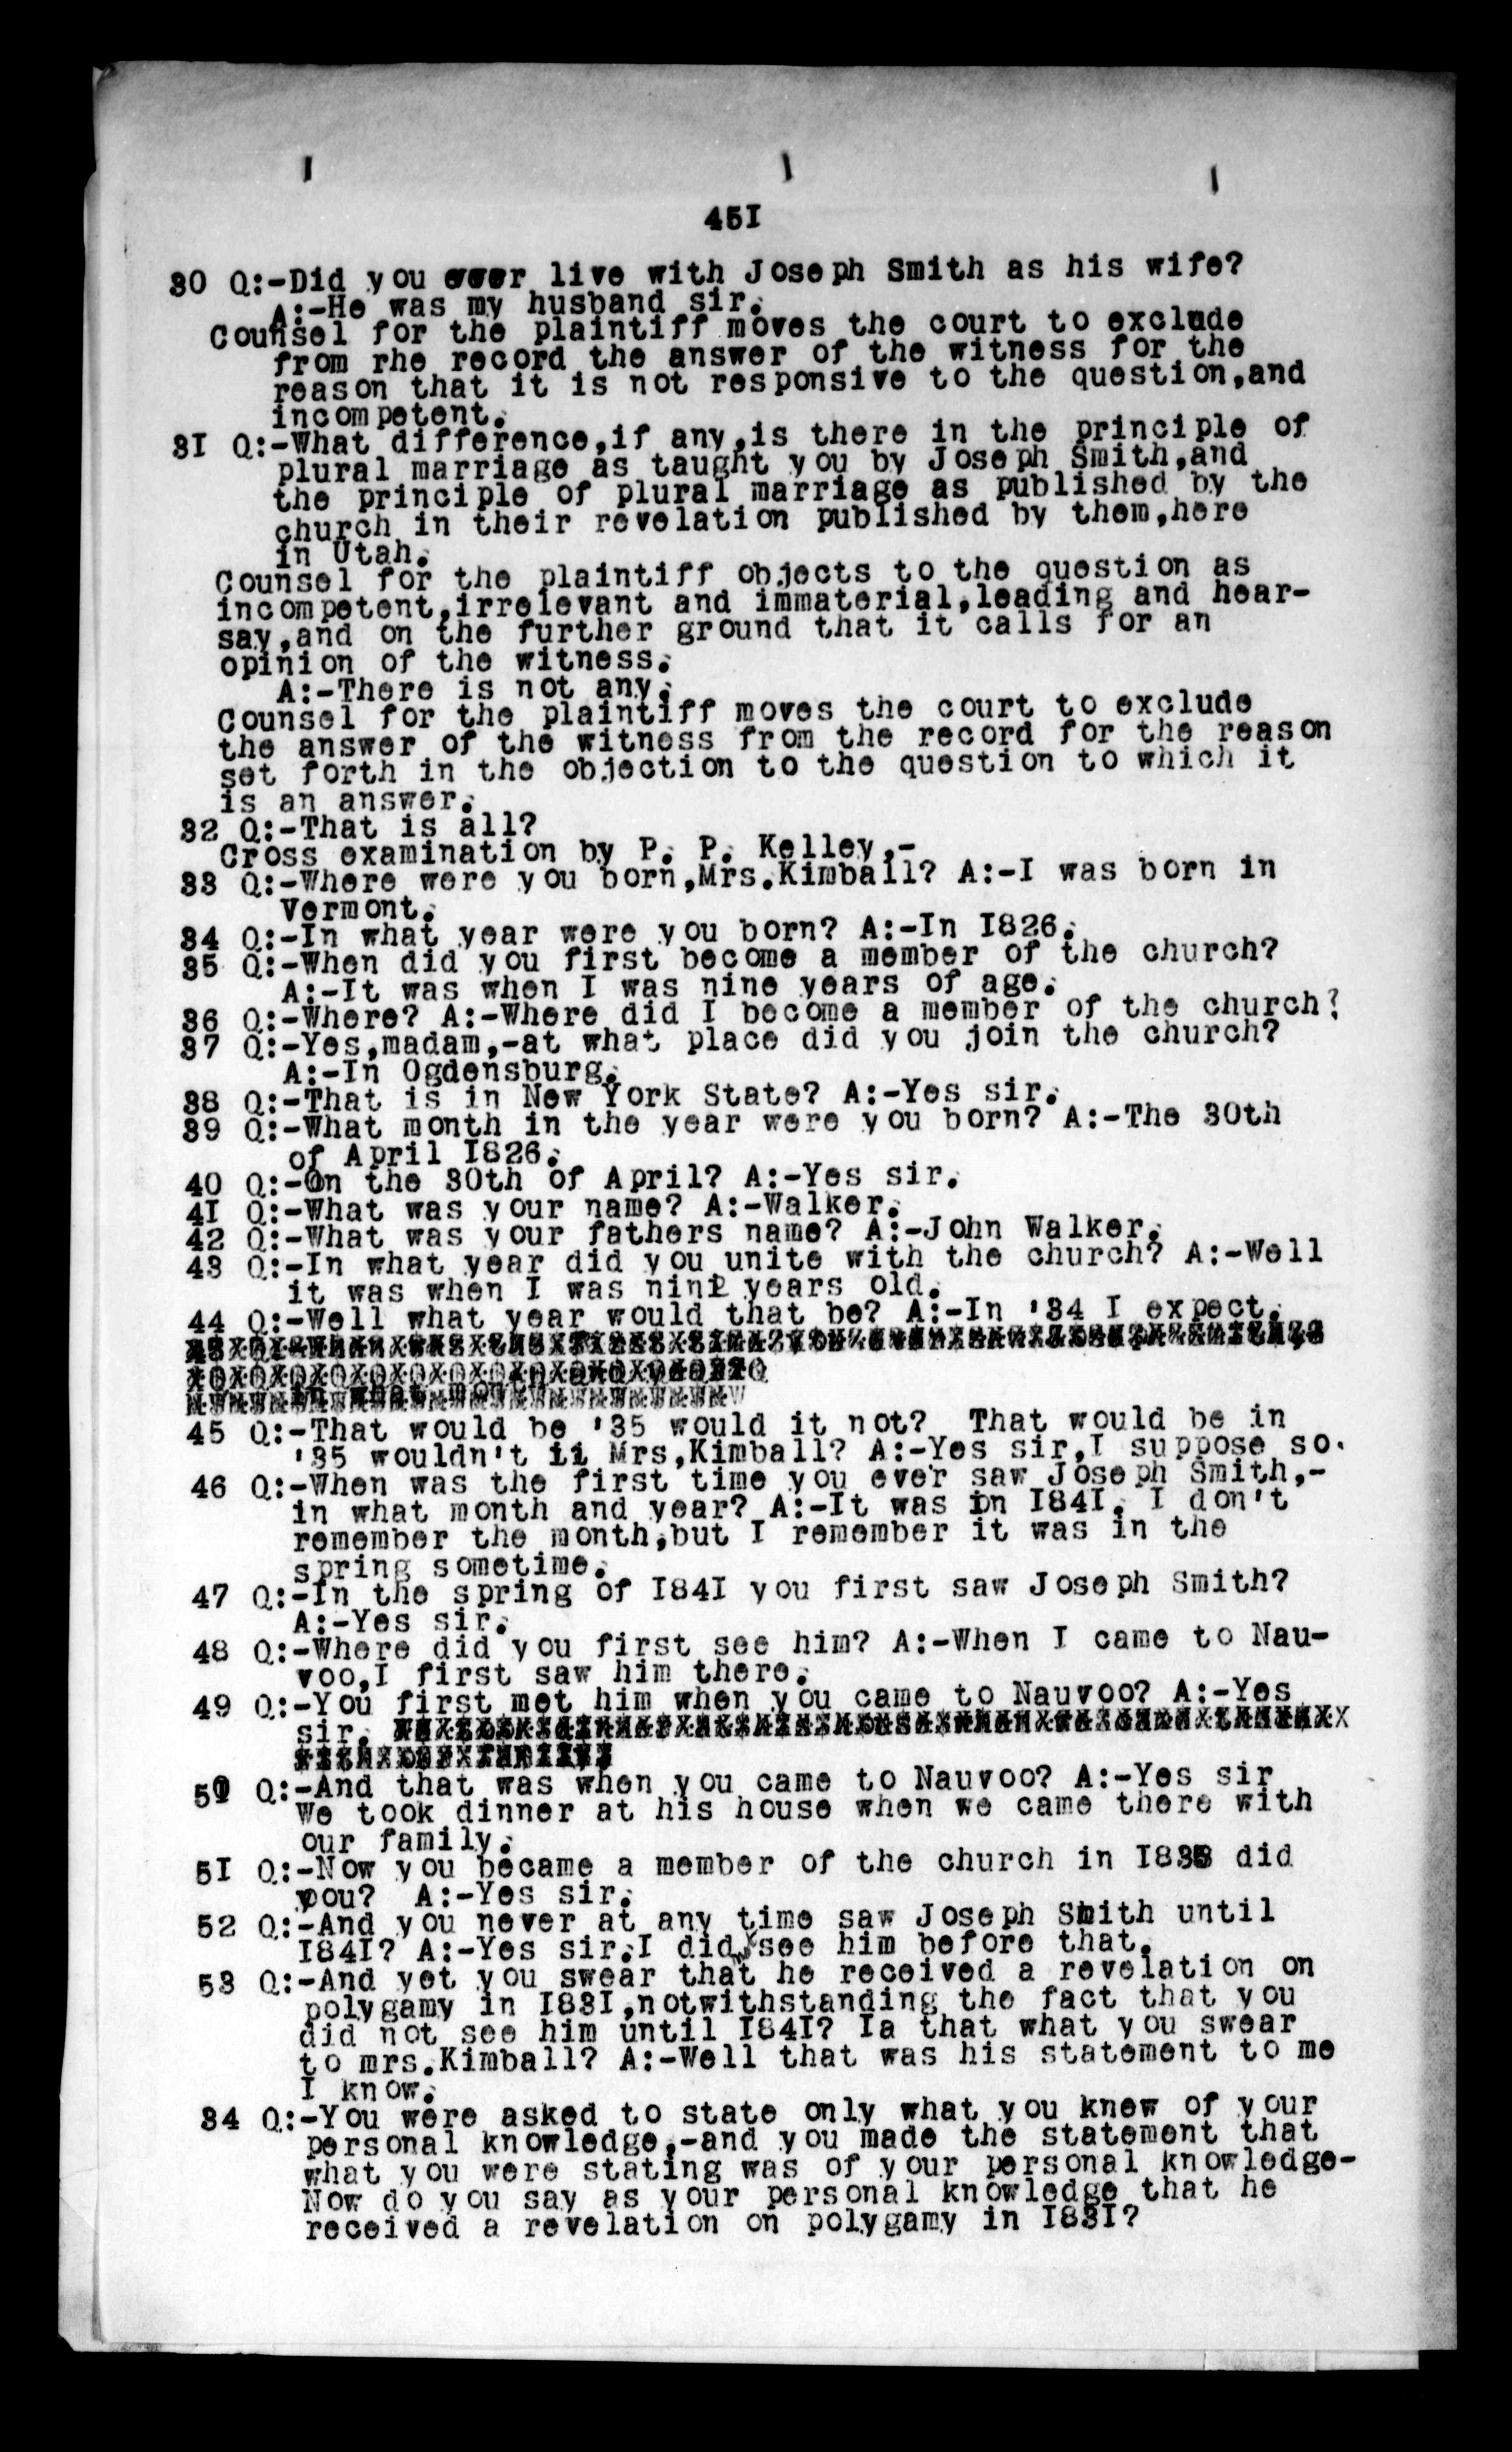 451
30 Q:-Did you ever live with Joseph Smith as his wife?
A:-He was my husband sir.
Counsel for the plaintiff moves the court to exclude
from rhe record the answer of the witness for the
reason that it is not responsive to the question,and
incompetent.
31 Q:-What difference,if any,is there in the principle of
plural marriage as taught you by Joseph Smith,and
the principle of plural marriage as published by the
church in their revelation published by them,here
in Utah.
Counsel for the plaintiff objects to the question as
incompetent,irrelevant and immaterial,leading and hear-
say,and on the further ground that it calls for an
opinion of the witness.
A:-There is not any.
Counsel for the plaintiff moves the court to exclude
the answer of the witness from the record for the reason
set forth in the objection to the question to which it
is an answer.
32 Q:-That is all?
Cross examination by P. P. Kelley,-
33 Q:-Where were you born,Mrs.Kimball? A:-I was born in
Vermont.
34 Q:-In what year were you born? A:-In 1826.
35 Q:-When did you first become a member of the church?
A:-It was when I was nine years of age.
36 Q:-Where? A:-Where did I become a member of the church?
37 Q:-Yes,madam,-at what place did you join the church?
A:-In Ogdensburg.
38 Q:-That is in New York State? A:-Yes sir.
39 Q:-What month in the year were you born? A:-The 30th
of April 1826.
40 Q:-On the 30th of April? A:-Yes sir.
41 Q:-What was your name? A:-Walker.
42 Q:-What was your fathers name? A:-John Walker.
43 Q:-In what year did you unite with the church? A:-Well
it was when I was nine years old.
44 Q:-Well what year would that be? A:-In '34 I expect.
45 Q:-That would be '35 would it not? That would be in
'35 wouldn't it Mrs,Kimball? A:-Yes sir,I suppose so.
46 Q:-When was the first time you ever saw Joseph Smith,-
in what month and year? A:-It was in 1841. I don't
remember the month,but I remember it was in the
spring sometime.
47 Q:-In the spring of 1841 you first saw Joseph Smith?
A:-Yes sir.
48 Q:-Where did you first see him? A:-When I came to Nau-
voo,I first saw him there.
49 Q:-You first met him when you came to Nauvoo? A:-Yes
sir.
50 Q:-And that was when you came to Nauvoo? A:-Yes sir
We took dinner at his house when we came there with
our family.
51 Q:-Now you became a member of the church in 1835 did
you? A:-Yes sir.
52 Q:-And you never at any time saw Joseph Smith until
1841? A:-Yes sir.I did see him before that.
53 Q:-And yet you swear that he received a revelation on
polygamy in 1831,notwithstanding the fact that you
did not see him until 1841? Ia that what you swear
to mrs.Kimball? A:-Well that was his statement to me
I know.
34 Q:-You were asked to state only what you knew of your
personal knowledge,-and you made the statement that
what you were stating was of your personal knowledge-
Now do you say as your personal knowledge that he
received a revelation on polygamy in 1831?